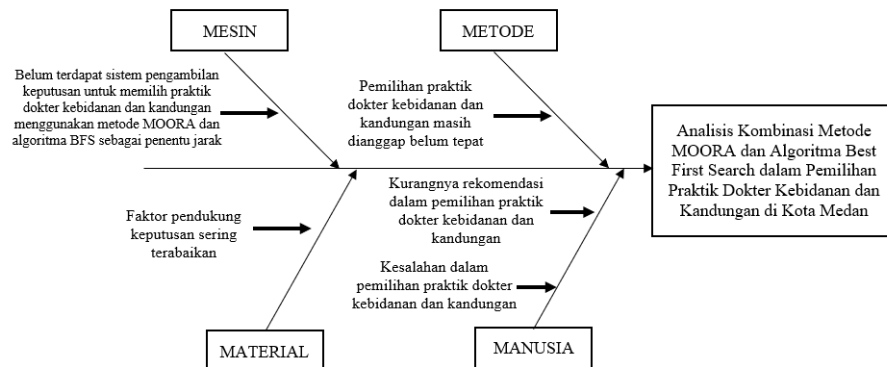 MESIN
METODE
Belum terdapat sistem pengambilan
keputusan untuk memilih praktik
dokter kebidanan dan kandungan
menggunakan metode MOORA dan
algoritma BFS sebagai penentu jarak
Pemilihan praktik
dokter kebidanan dan
kandungan masih
dianggap belum tepat
Analisis Kombinasi Metode
MOORA dan Algoritma Best
First Search dalam Pemilihan
Praktik Dokter Kebidanan dan
Kandungan di Kota Medan
Faktor pendukung
keputusan sering
terabaikan
Kurangnya rekomendasi
dalam pemilihan praktik
dokter kebidanan dan
kandungan
Kesalahan dalam
pemilihan praktik dokter
kebidanan dan kandungan
MATERIAL
MANUSIA